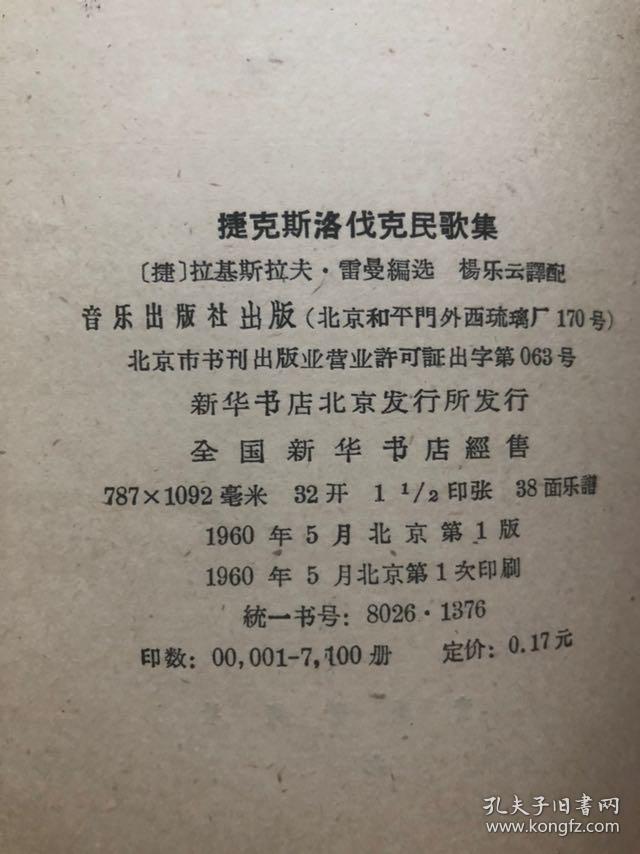 捷克斯洛伐克民歌集
〔捷〕拉基斯拉夫·雷曼編选 楊乐云譯配
音乐出版社出版（北京和平門外西琉璃厂170号）
北京市书刊出版业营业許可証出字第063号
新华书店北京发行所发行
全国新华书店經售
787×1092毫米 32开 1 1/2印张 38面乐譜
1960年5月北京第1版
1960年5月北京第1次印刷
統一书号：8026·1376
印数：00,001-7,100册 定价：0.17元
孔夫子旧书网
www.kongfz.com